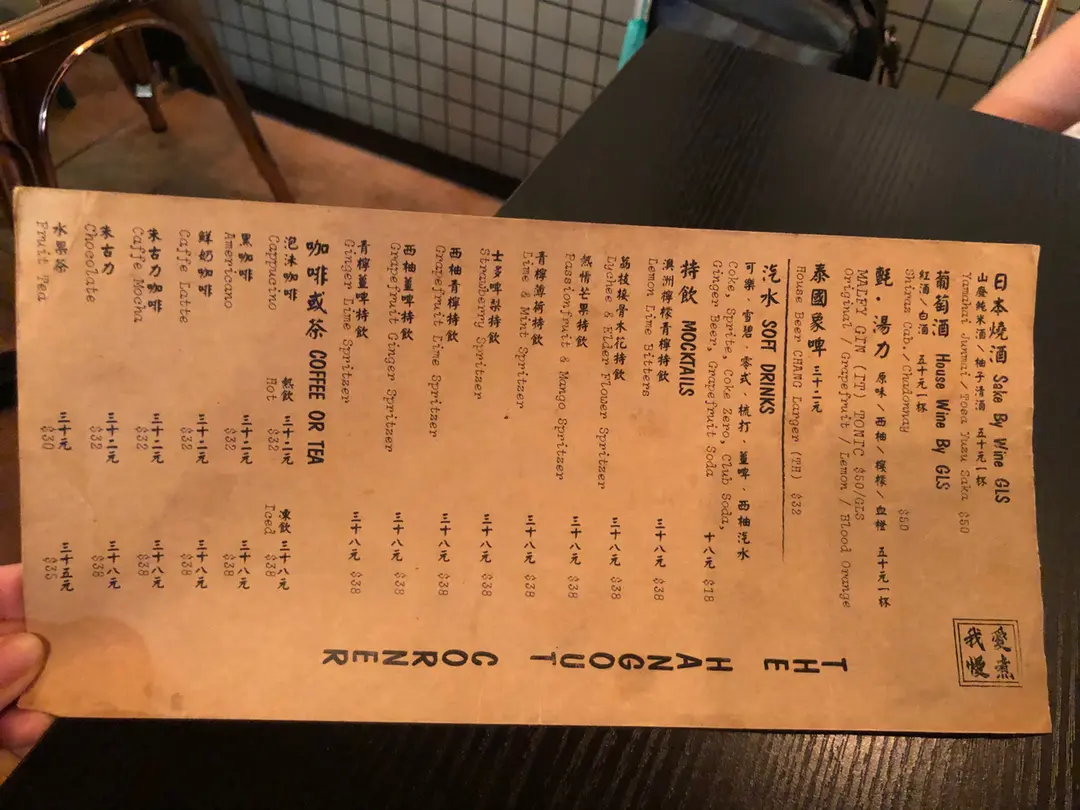 日本燒酒 Sake By Wine GLS
山廢純米酒/柚子清酒 五十元一杯
Yamahai Junmai/Toea Yuzu Saka $50
葡萄酒 House Wine By GLS
紅酒/白酒 五十元一杯
Shiraz Cab./Chadonnay $50
氈·湯力 原味/西柚/檸檬/血橙 五十元一杯
MALFY GIN (IT) TONIC $50/GLS
Original / Grapefruit / Lemon / Blood Orange
泰國象啤 三十二元
House Beer CHANG Larger (TH) $32
汽水 SOFT DRINKS
可樂·雪碧·零式·梳打·薑啤·西柚汽水
Coke, Sprite, Coke Zero, Club Soda,
Ginger Beer, Grapefruit Soda 十八元 $18
特飲 MOCKTAILS
澳洲檸檬青檸特飲
Lemon Lime Bitters 三十八元 $38
荔枝接骨木花特飲
Lychee & Elder Flower Spritzer 三十八元 $38
熱情芒果特飲
Passionfruit & Mango Spritzer 三十八元 $38
青檸薄荷特飲
Lime & Mint Spritzer 三十八元 $38
士多啤梨特飲
Strawberry Spritzer 三十八元 $38
西柚青檸特飲
Grapefruit Lime Spritzer 三十八元 $38
西柚薑啤特飲
Grapefruit Ginger Spritzer 三十八元 $38
青檸薑啤特飲
Ginger Lime Spritzer 三十八元 $38
咖啡或茶 COFFEE OR TEA
泡沫咖啡 熱飲 三十二元 凍飲 三十八元
Cappucino Hot $32 Iced $38
黑咖啡 三十二元 三十八元
Americano $32 $38
鮮奶咖啡 三十二元 三十八元
Caffe Latte $32 $38
朱古力咖啡 三十二元 三十八元
Caffe Mocha $32 $38
朱古力 三十二元 三十八元
Chocolate $32 $38
水果茶 三十元 三十五元
Fruit Tea $30 $35
THE HANGOUT CORNER
愛煮
我慢